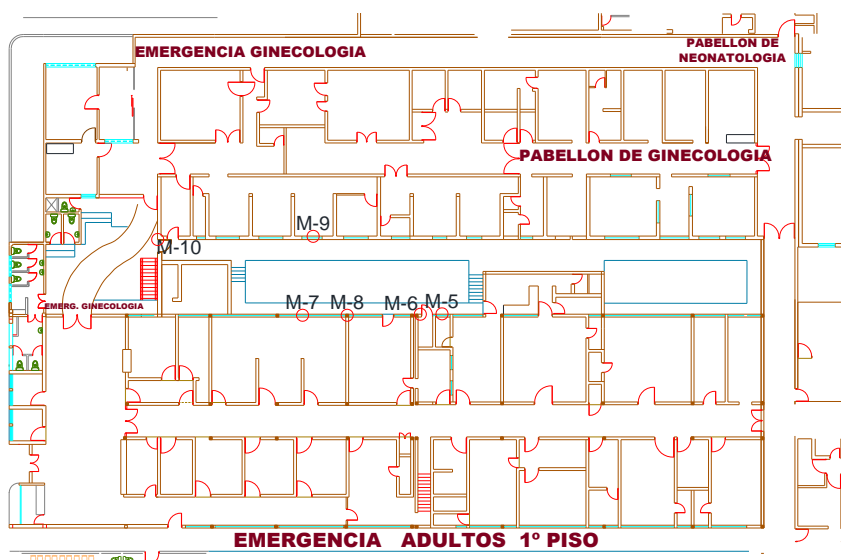 EMERGENCIA GINECOLOGIA
PABELLON DE
NEONATOLOGIA
PABELLON DE GINECOLOGIA
M-9
M-10
EMERG. GINECOLOGIA
M-7
M-8
M-6
M-5
EMERGENCIA ADULTOS 1º PISO